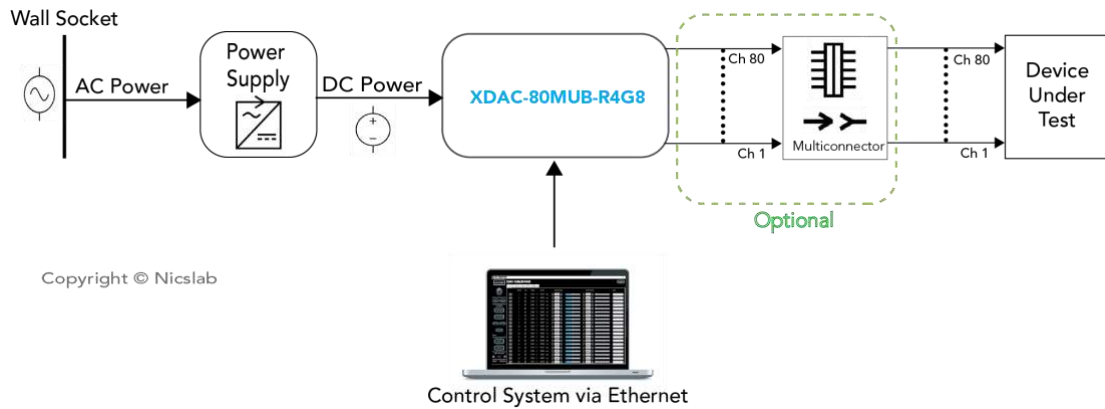 Wall Socket
AC Power
Power
Supply
DC Power
XDAC-80MUB-R4G8
Ch 80
Ch 1
Multiconnector
Ch 80
Ch 1
Device
Under
Test
Optional
Copyright © Nicslab
Control System via Ethernet